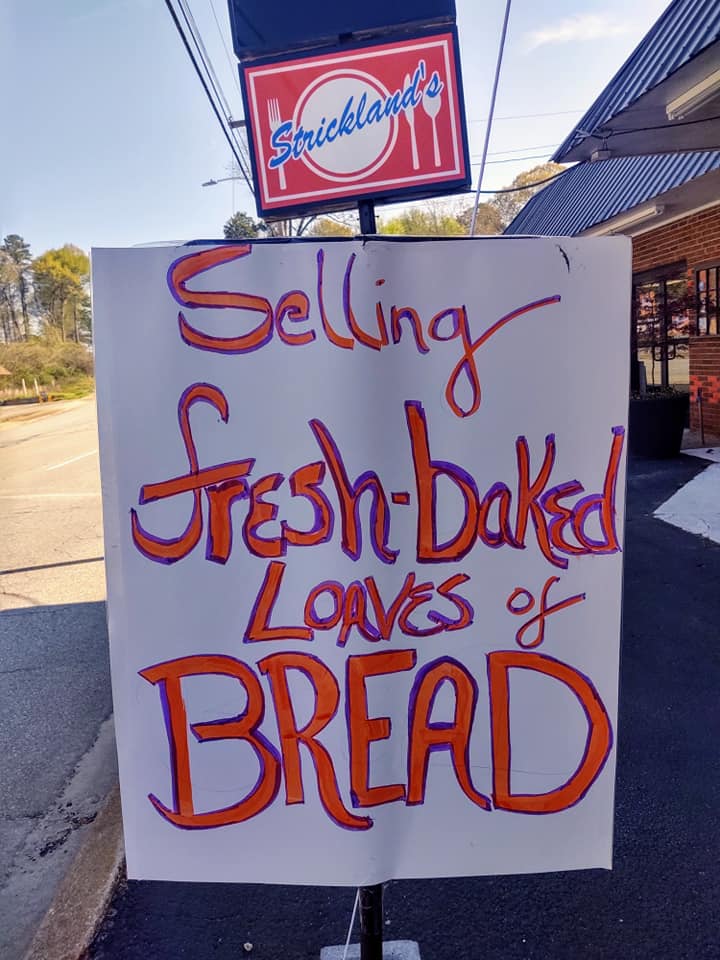 Strickland's
Selling
fresh-baked
LOAVES of
BREAD